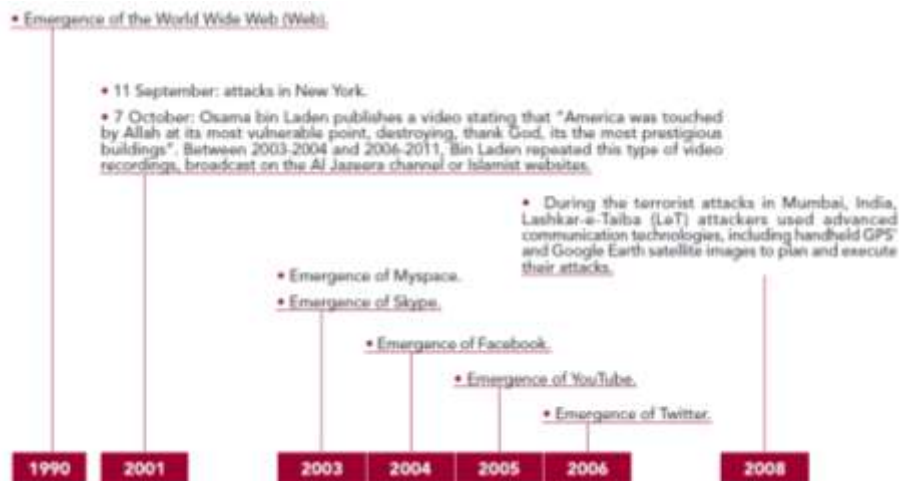 • Emergence of the World Wide Web (Web).
• 11 September: attacks in New York.
• 7 October: Osama bin Laden publishes a video stating that "America was touched
by Allah at its most vulnerable point, destroying, thank God, its the most prestigious
buildings". Between 2003-2004 and 2006-2011, Bin Laden repeated this type of video
recordings, broadcast on the Al Jazeera channel or Islamist websites.
• During the terrorist attacks in Mumbai, India,
Lashkar-e-Taiba (LeT) attackers used advanced
communication technologies, including handheld GPS'
and Google Earth satellite images to plan and execute
their attacks.
• Emergence of Myspace.
• Emergence of Skype.
• Emergence of Facebook.
• Emergence of YouTube.
• Emergence of Twitter.
1990 2001 2003 2004 2005 2006 2008